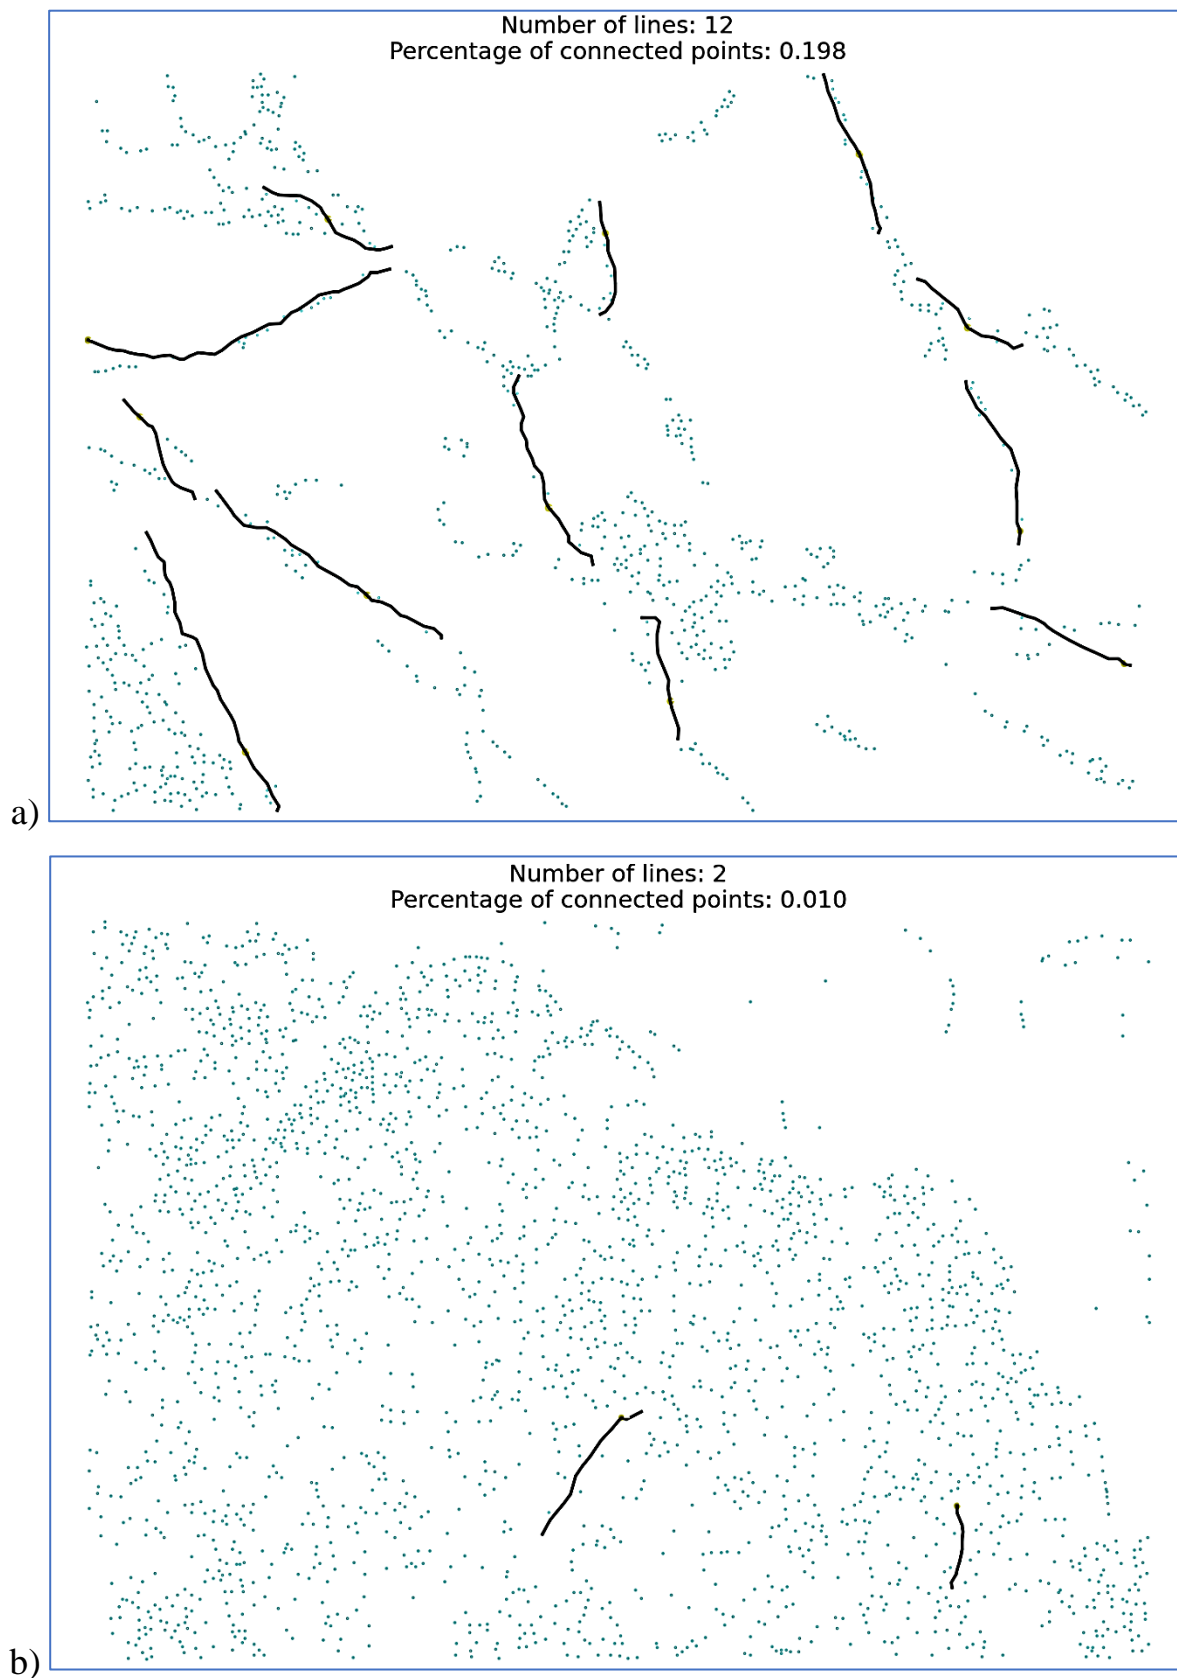 Number of lines: 12
Percentage of connected points: 0.198
a)
Number of lines: 2
Percentage of connected points: 0.010
b)